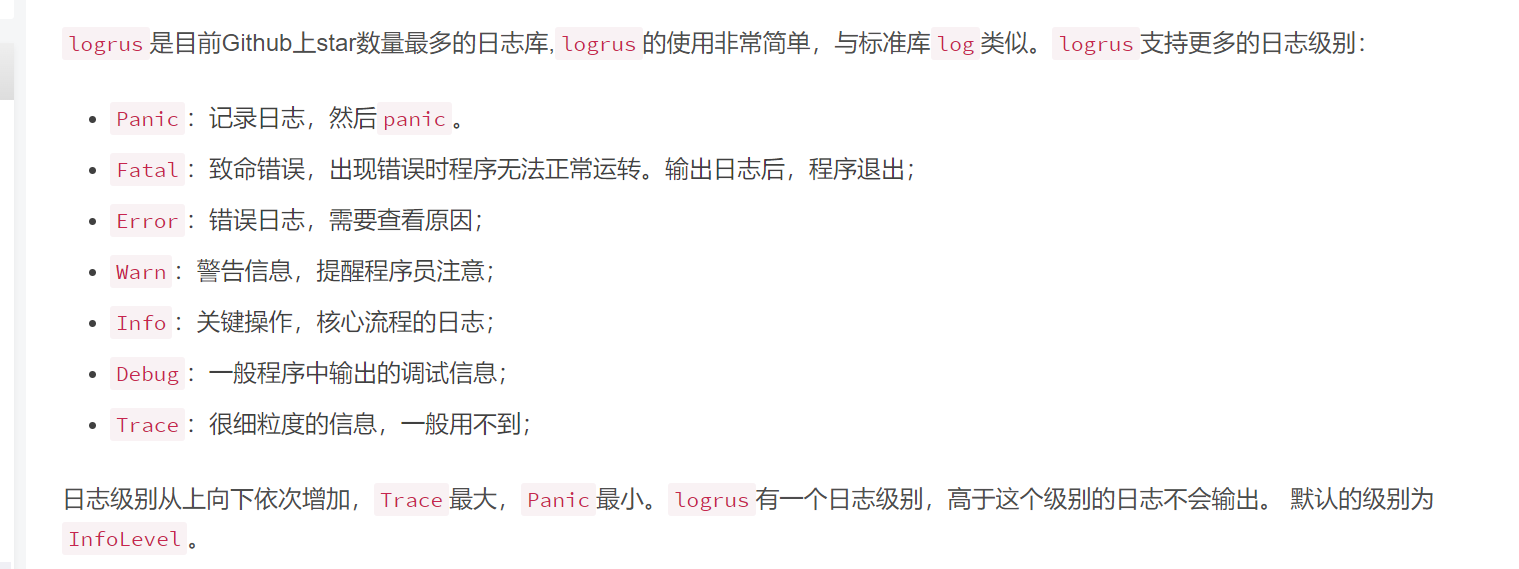 logrus是目前Github上star数量最多的日志库,logrus的使用非常简单，与标准库log类似。logrus支持更多的日志级别：
Panic：记录日志，然后panic。
Fatal：致命错误，出现错误时程序无法正常运转。输出日志后，程序退出；
Error：错误日志，需要查看原因；
Warn：警告信息，提醒程序员注意；
Info：关键操作，核心流程的日志；
Debug：一般程序中输出的调试信息；
Trace：很细粒度的信息，一般用不到；
日志级别从上向下依次增加，Trace最大，Panic最小。logrus有一个日志级别，高于这个级别的日志不会输出。 默认的级别为
InfoLevel。